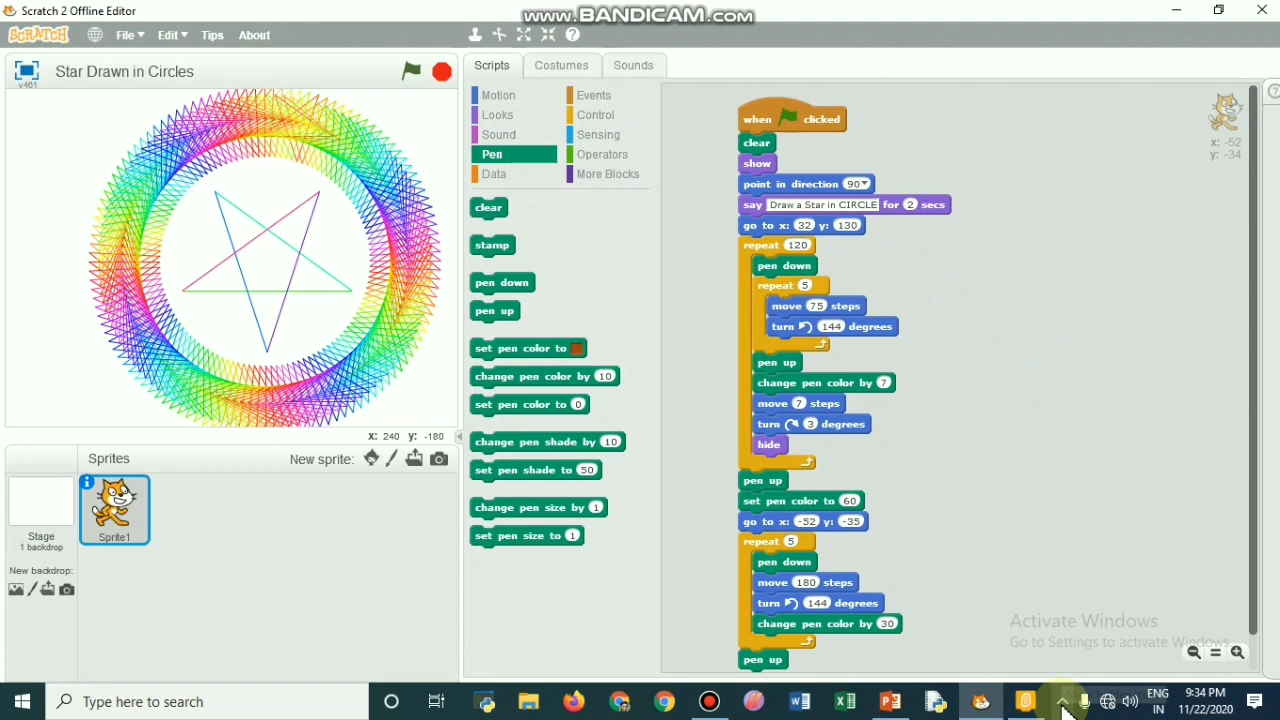 Scratch 2 Offline Editor
www.BANDICAM.com
SCRATCH File Edit Tips About
v461 Star Drawn in Circles
Scripts Costumes Sounds
Motion Events
Looks Control
Sound Sensing
Pen Operators
Data More Blocks
clear
stamp
pen down
pen up
set pen color to
change pen color by 10
set pen color to 0
change pen shade by 10
set pen shade to 50
change pen size by 1
set pen size to 1
when clicked
clear
show
point in direction 90
say Draw a Star in CIRCLE for 2 secs
go to x: 32 y: 130
repeat 120
pen down
repeat 5
move 75 steps
turn 144 degrees
pen up
change pen color by 7
move 7 steps
turn 3 degrees
hide
pen up
set pen color to 60
go to x: -52 y: -35
repeat 5
pen down
move 180 steps
turn 144 degrees
change pen color by 30
pen up
x: -52
y: -34
x: 240 y: -180
Sprites New sprite:
Stage
1 backdrop
Sprite1
New backdrop:
Activate Windows
Go to Settings to activate Windows.
Type here to search
ENG
IN
9:34 PM
11/22/2020